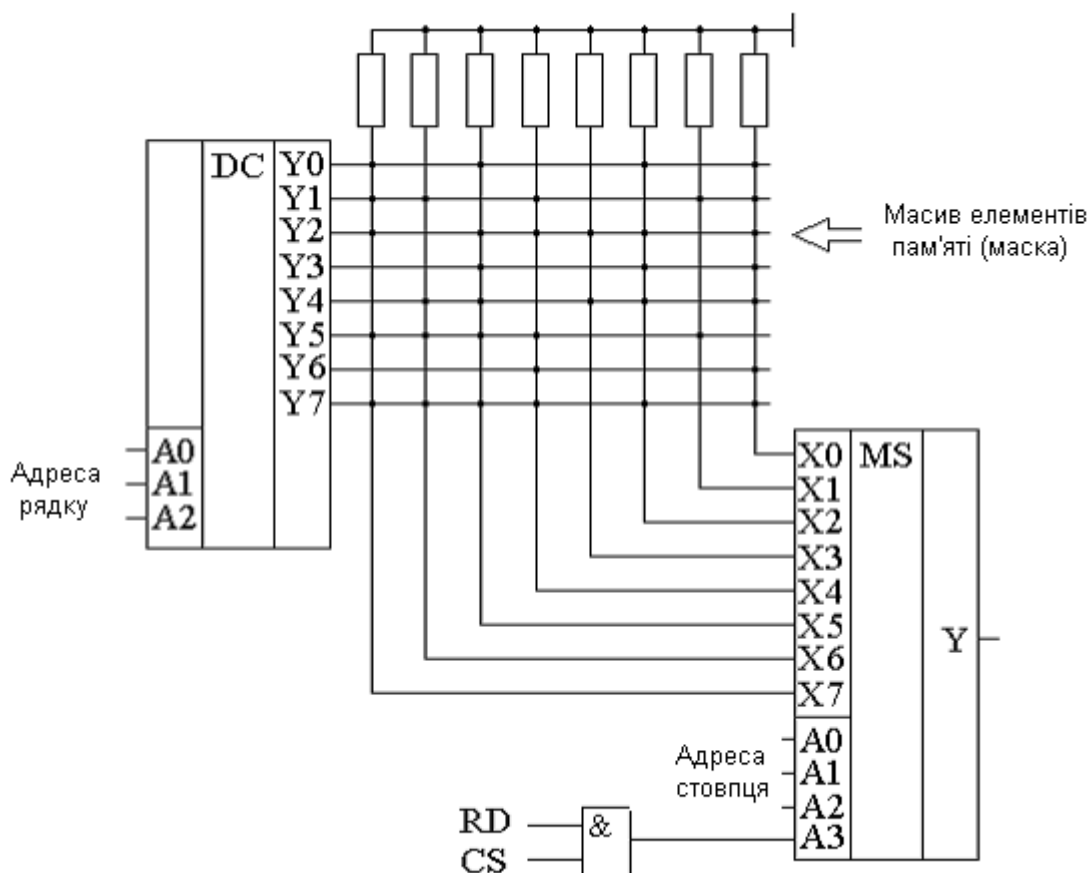 DC
Y0
Y1
Y2
Y3
Y4
Y5
Y6
Y7
Масив елементів
пам'яті (маска)
A0
A1
A2
Адреса
рядку
X0
X1
X2
X3
X4
X5
X6
X7
MS
Y
A0
A1
A2
A3
Адреса
стовпця
RD
CS
&